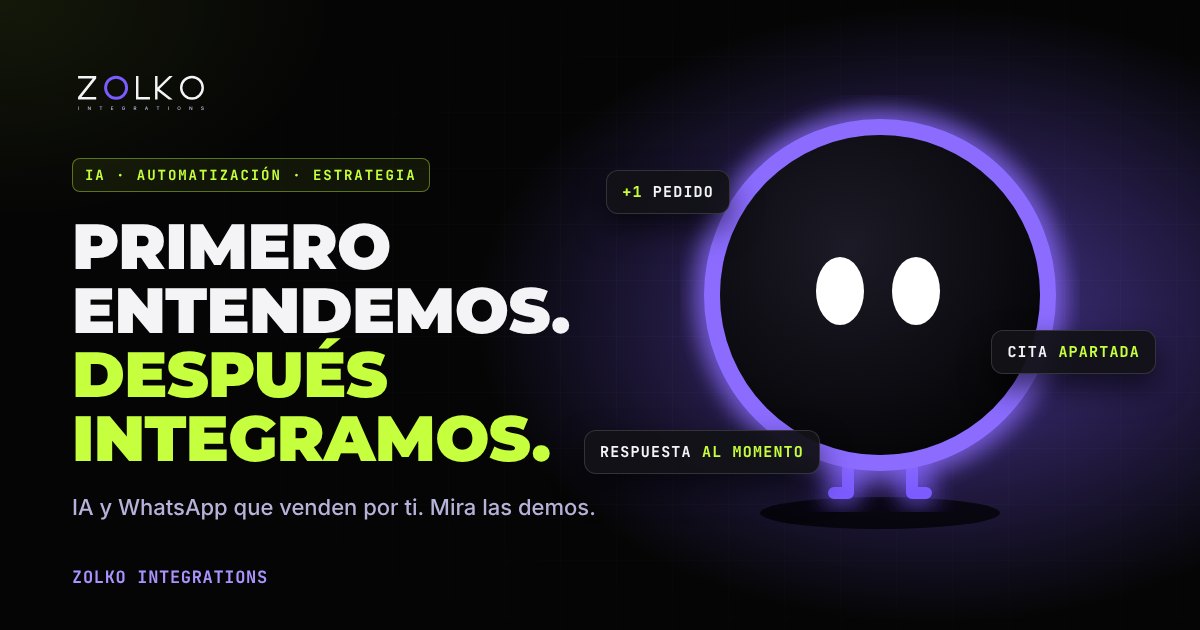 ZOLKO
INTEGRATIONS
IA · AUTOMATIZACIÓN · ESTRATEGIA
PRIMERO
ENTENDEMOS.
DESPUÉS
INTEGRAMOS.
IA y WhatsApp que venden por ti. Mira las demos.
ZOLKO INTEGRATIONS
+1 PEDIDO
CITA APARTADA
RESPUESTA AL MOMENTO